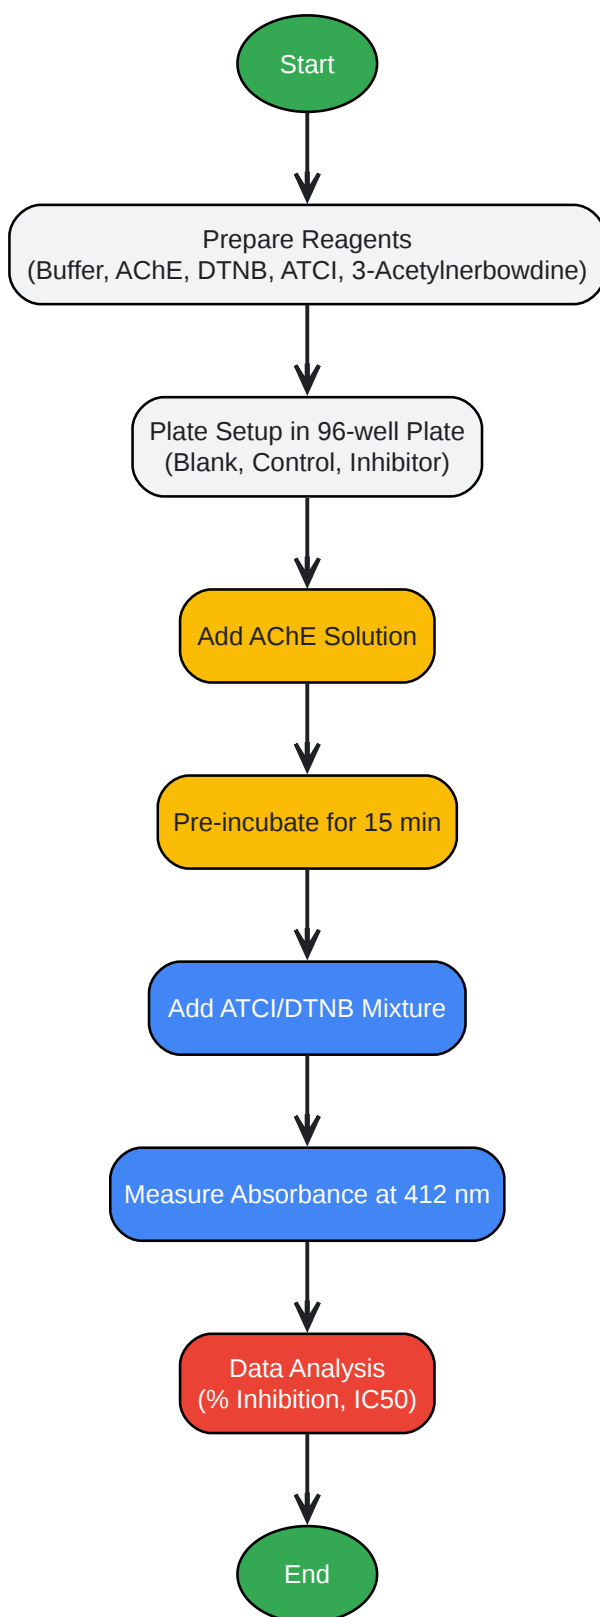 Start
Prepare Reagents
(Buffer, AChE, DTNB, ATCI, 3-Acetylnerbowdine)
Plate Setup in 96-well Plate
(Blank, Control, Inhibitor)
Add AChE Solution
Pre-incubate for 15 min
Add ATCI/DTNB Mixture
Measure Absorbance at 412 nm
Data Analysis
(% Inhibition, IC50)
End